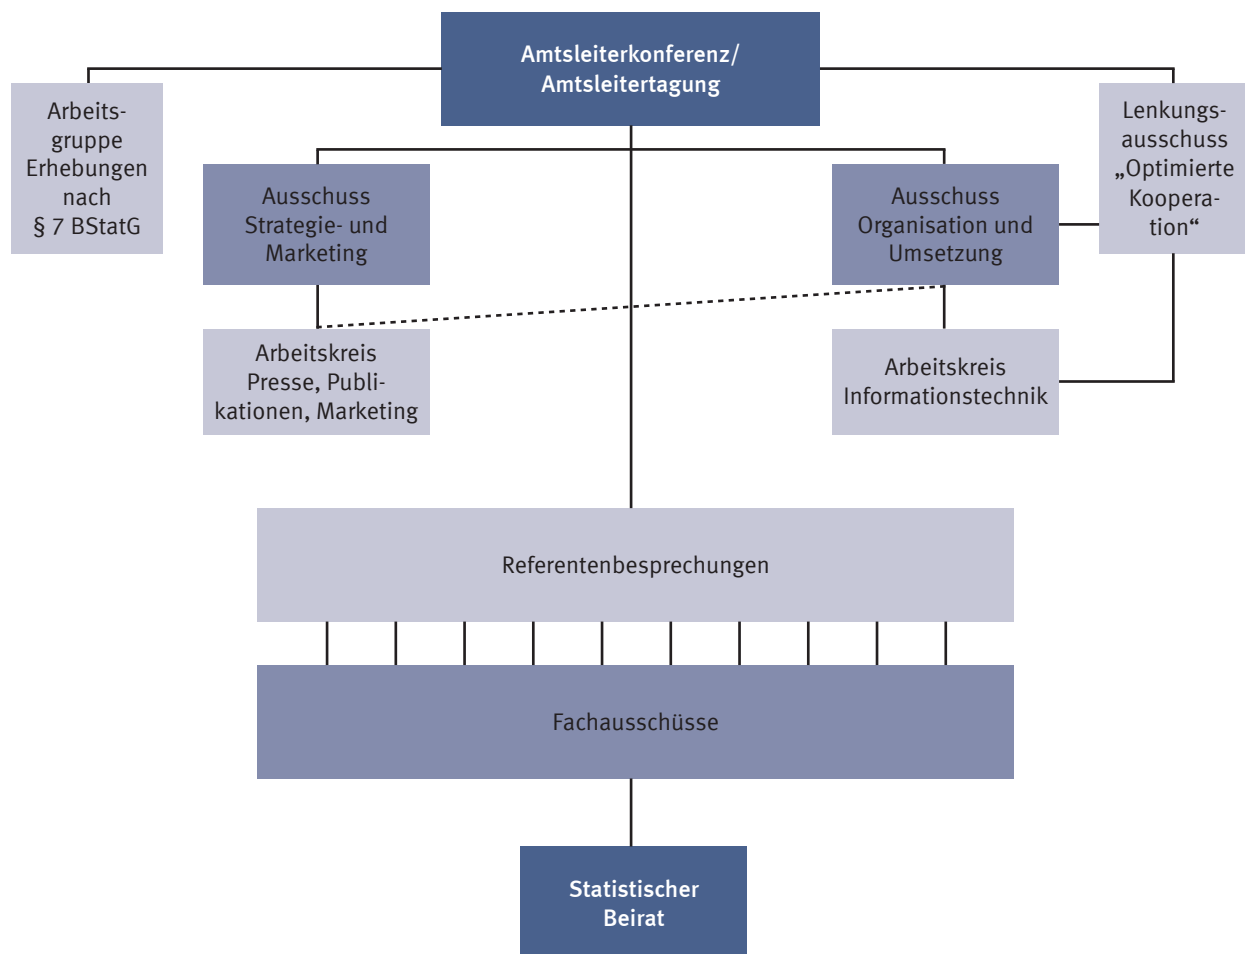 Amtsleiterkonferenz/
Amtsleitertagung
Arbeits-
gruppe
Erhebungen
nach
§ 7 BStatG
Lenkungs-
ausschuss
„Optimierte
Koopera-
tion“
Ausschuss
Strategie- und
Marketing
Ausschuss
Organisation und
Umsetzung
Arbeitskreis
Presse, Publi-
kationen, Marketing
Arbeitskreis
Informationstechnik
Referentenbesprechungen
Fachausschüsse
Statistischer
Beirat